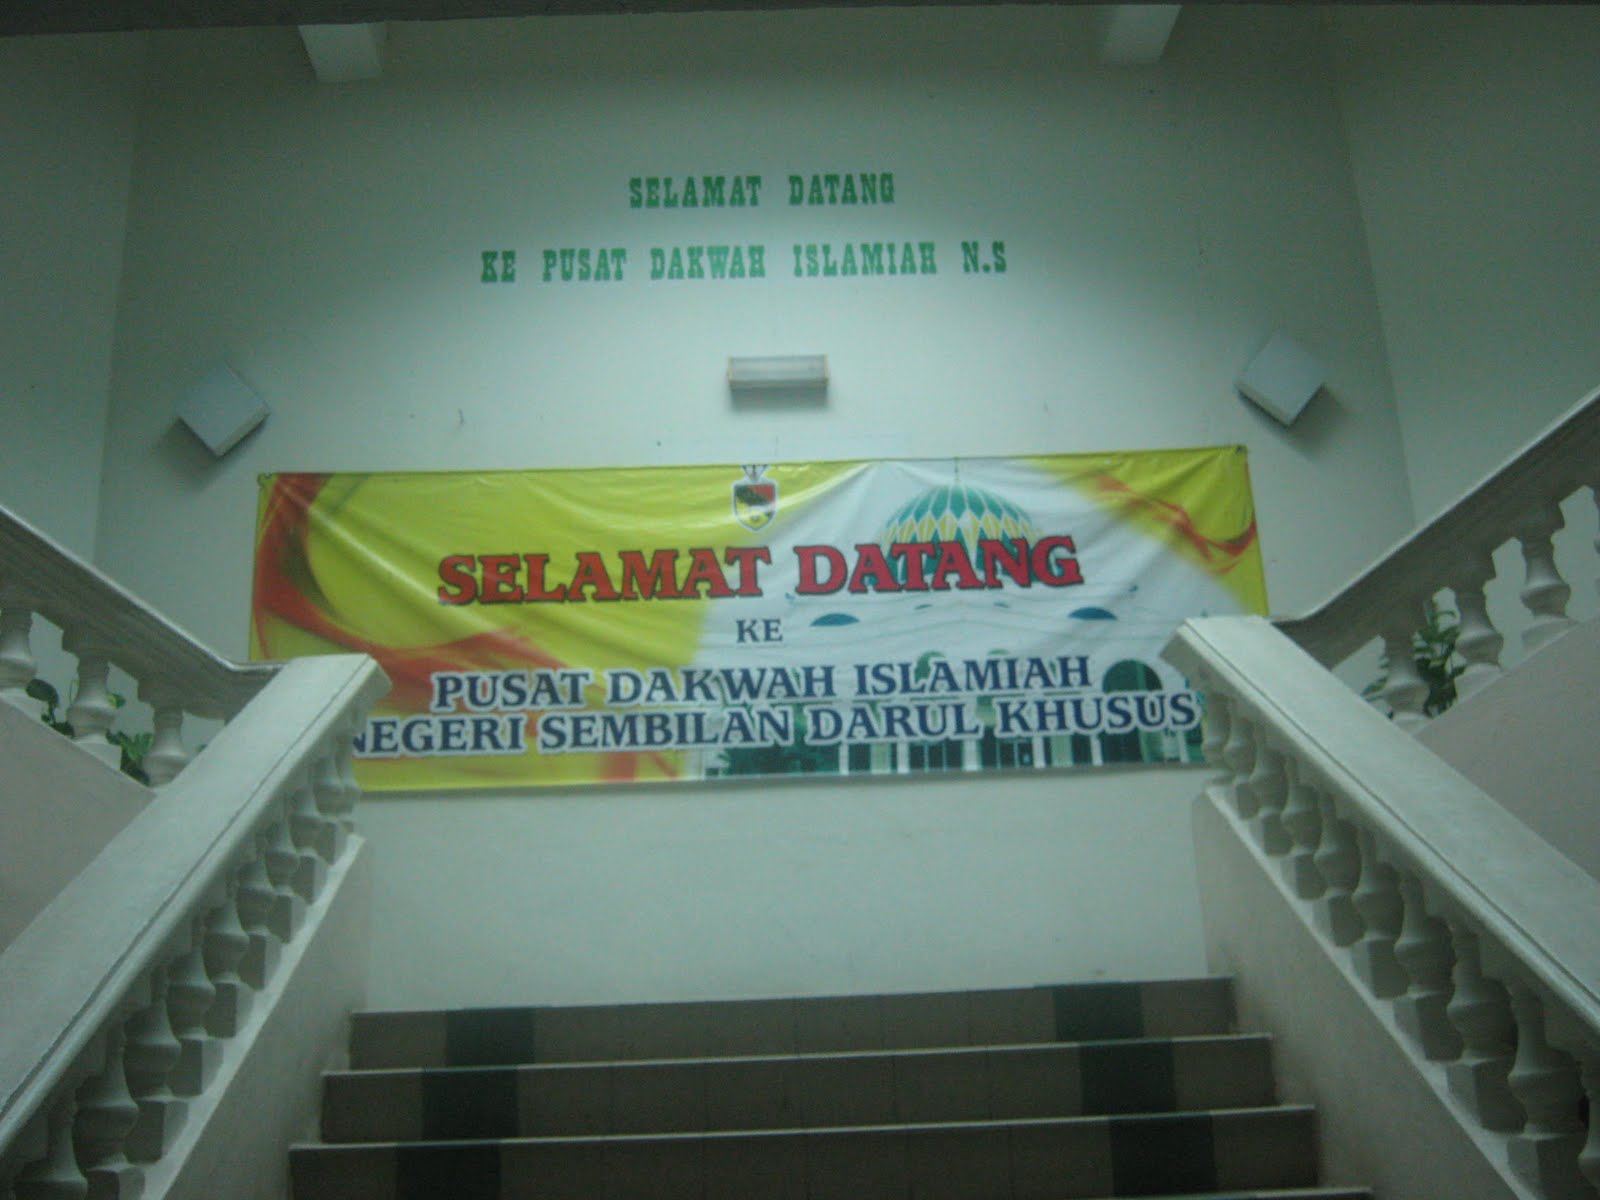 SELAMAT DATANG
KE PUSAT DAKWAH ISLAMIAH N.S
SELAMAT DATANG
KE
PUSAT DAKWAH ISLAMIAH
NEGERI SEMBILAN DARUL KHUSUS